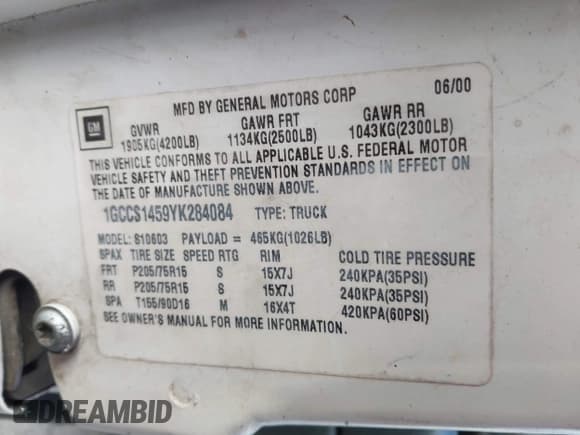 MFD BY GENERAL MOTORS CORP 06/00
GM
GVWR GAWR FRT GAWR RR
1905KG(4200LB) 1134KG(2500LB) 1043KG(2300LB)
THIS VEHICLE CONFORMS TO ALL APPLICABLE U.S. FEDERAL MOTOR
VEHICLE SAFETY AND THEFT PREVENTION STANDARDS IN EFFECT ON
THE DATE OF MANUFACTURE SHOWN ABOVE.
1GCCS1459YK284084 TYPE: TRUCK
MODEL: S10603 PAYLOAD = 465KG(1026LB)
SPAX TIRE SIZE SPEED RTG RIM COLD TIRE PRESSURE
FRT P205/75R15 S 15X7J 240KPA(35PSI)
RR P205/75R15 S 15X7J 240KPA(35PSI)
SPA T155/90D16 M 16X4T 420KPA(60PSI)
SEE OWNER'S MANUAL FOR MORE INFORMATION.
DREAMBID